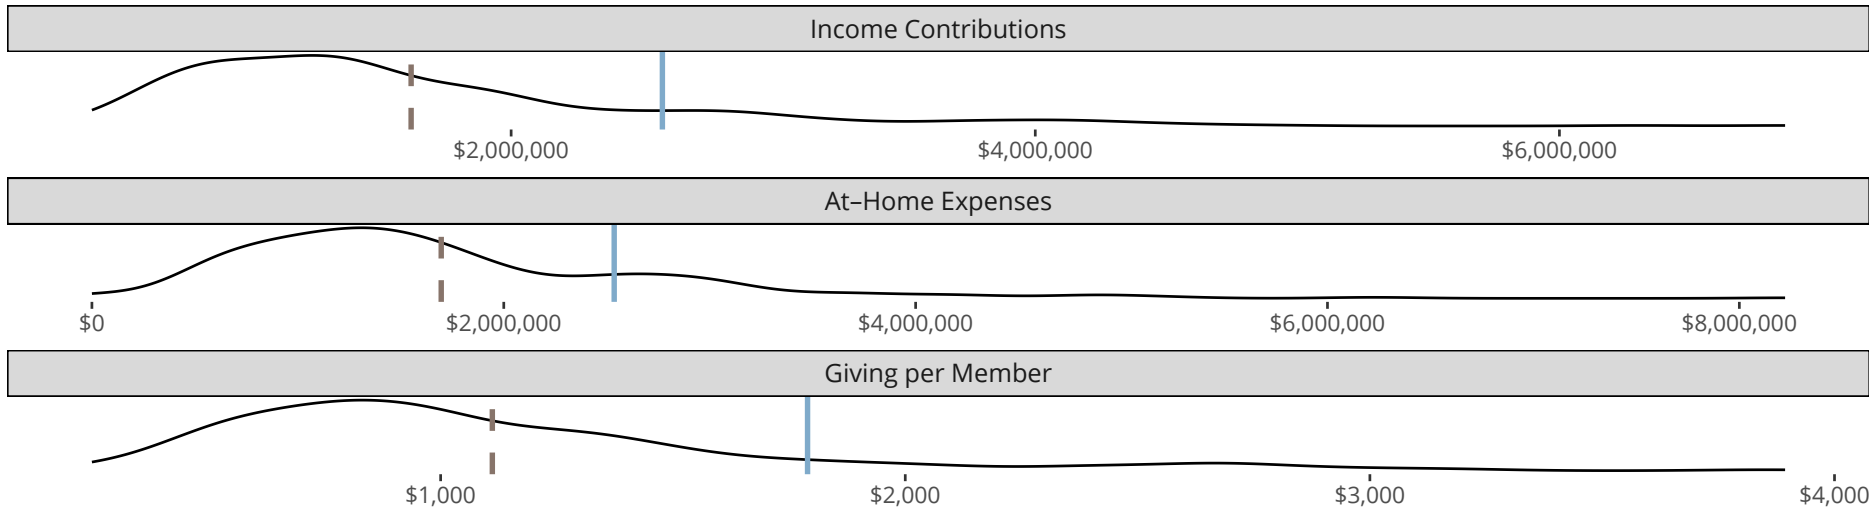 Income Contributions
$2,000,000 $4,000,000 $6,000,000
At–Home Expenses
$0 $2,000,000 $4,000,000 $6,000,000 $8,000,000
Giving per Member
$1,000 $2,000 $3,000 $4,000